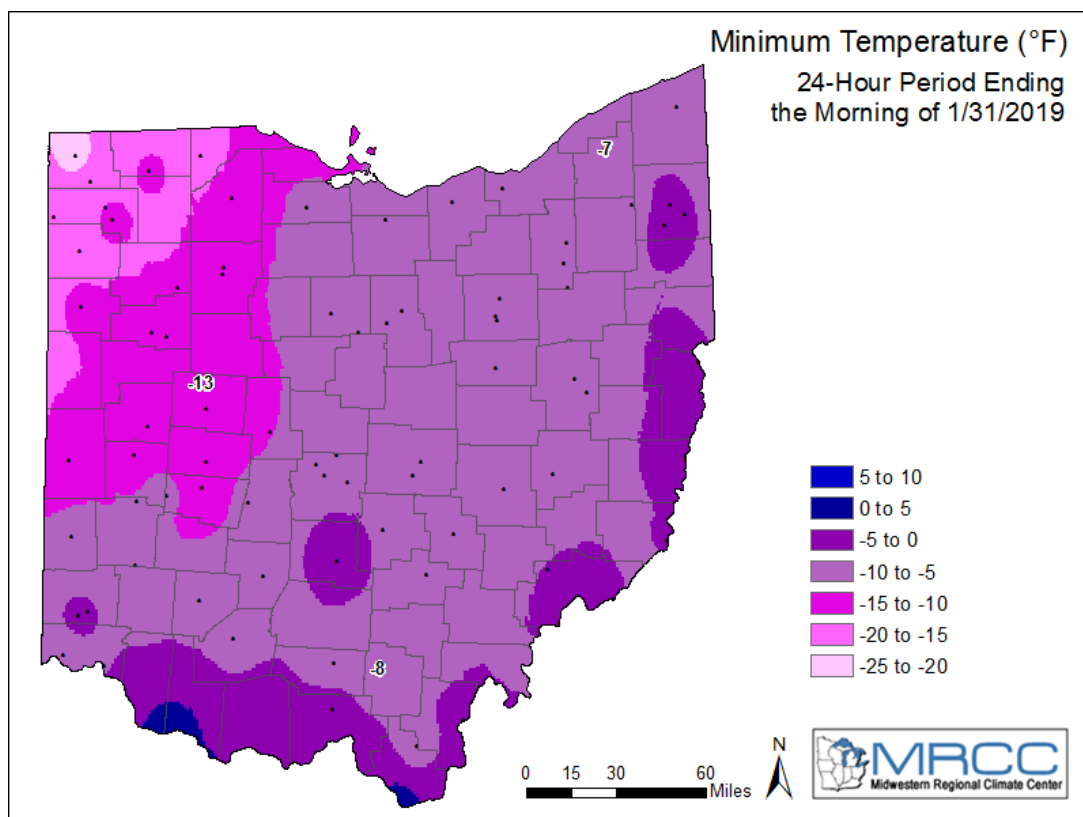 Minimum Temperature (°F)
24-Hour Period Ending
the Morning of 1/31/2019
-7
-13
-8
5 to 10
0 to 5
-5 to 0
-10 to -5
-15 to -10
-20 to -15
-25 to -20
0 15 30 60
Miles
N
MRCC
Midwestern Regional Climate Center